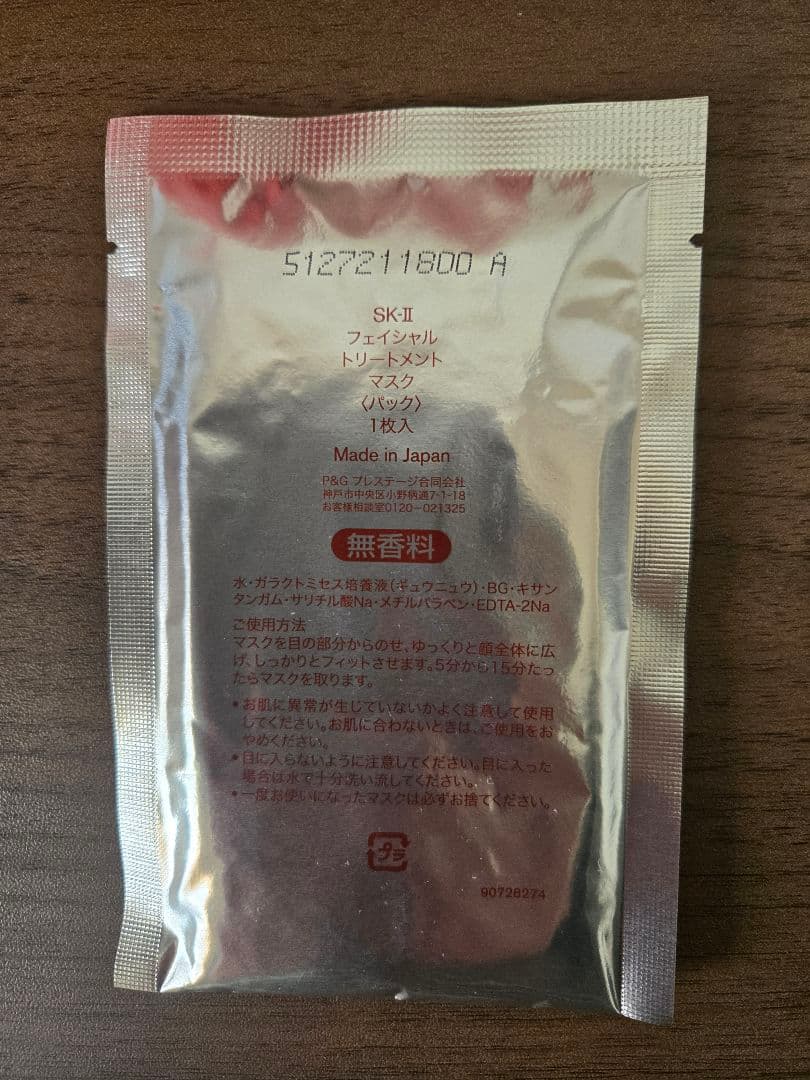 5127211800 A
SK-II
フェイシャル
トリートメント
マスク
〈パック〉
1枚入
Made in Japan
P&G プレステージ合同会社
神戸市中央区小野柄通7-1-18
お客様相談室0120-021325
無香料
水・ガラクトミセス培養液(ギュウニュウ)・BG・キサン
タンガム・サリチル酸Na・メチルパラベン・EDTA-2Na
ご使用方法
マスクを目の部分からのせ、ゆっくりと顔全体に広
げ、しっかりとフィットさせます。5分から15分たっ
たらマスクを取ります。
・お肌に異常が生じていないかよく注意して使用
してください。お肌に合わないときは、ご使用をお
やめください。
・目に入らないように注意してください。目に入った
場合は水で十分洗い流してください。
・一度お使いになったマスクは必ずお捨てください。
プラ
90728274